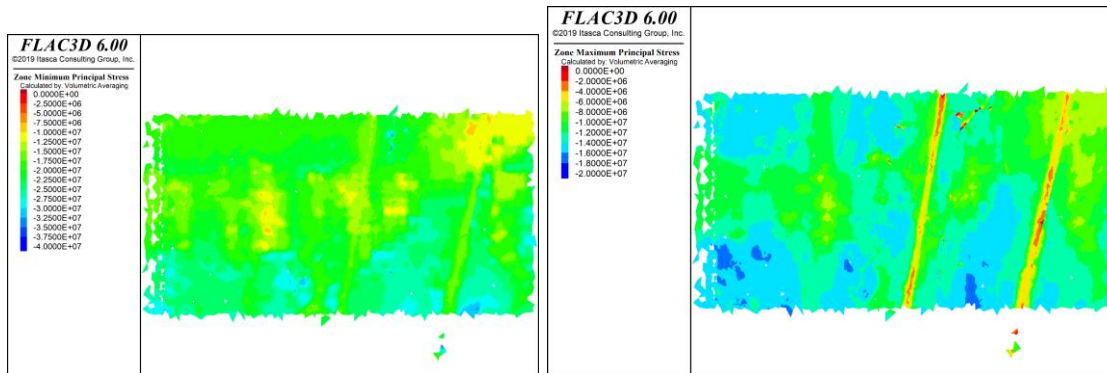 FLAC3D 6.00
©2019 Itasca Consulting Group, Inc.
Zone Minimum Principal Stress
Calculated by: Volumetric Averaging
0.0000E+00
-2.5000E+06
-5.0000E+06
-7.5000E+06
-1.0000E+07
-1.2500E+07
-1.5000E+07
-1.7500E+07
-2.0000E+07
-2.2500E+07
-2.5000E+07
-2.7500E+07
-3.0000E+07
-3.2500E+07
-3.5000E+07
-3.7500E+07
-4.0000E+07
FLAC3D 6.00
©2019 Itasca Consulting Group, Inc.
Zone Maximum Principal Stress
Calculated by: Volumetric Averaging
0.0000E+00
-2.0000E+06
-4.0000E+06
-6.0000E+06
-8.0000E+06
-1.0000E+07
-1.2000E+07
-1.4000E+07
-1.6000E+07
-1.8000E+07
-2.0000E+07